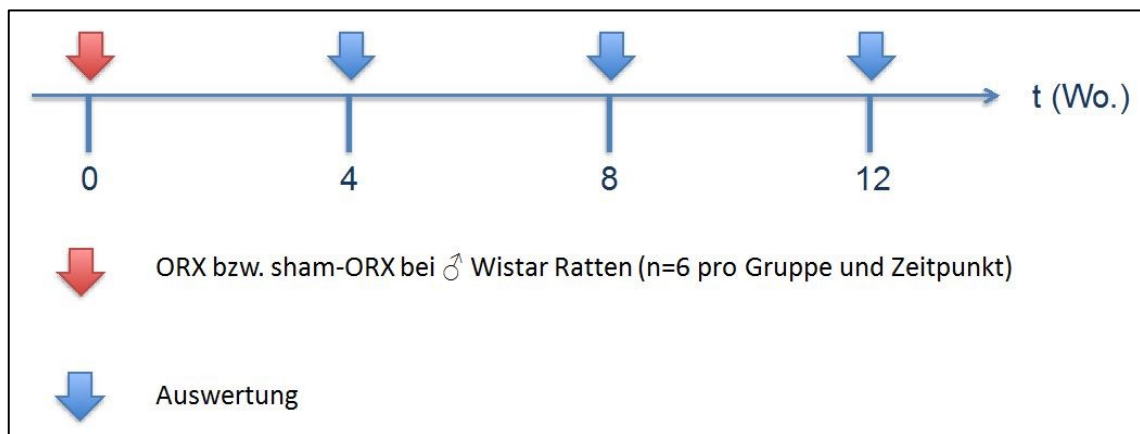 t (Wo.)
0 4 8 12
ORX bzw. sham-ORX bei ♂ Wistar Ratten (n=6 pro Gruppe und Zeitpunkt)
Auswertung